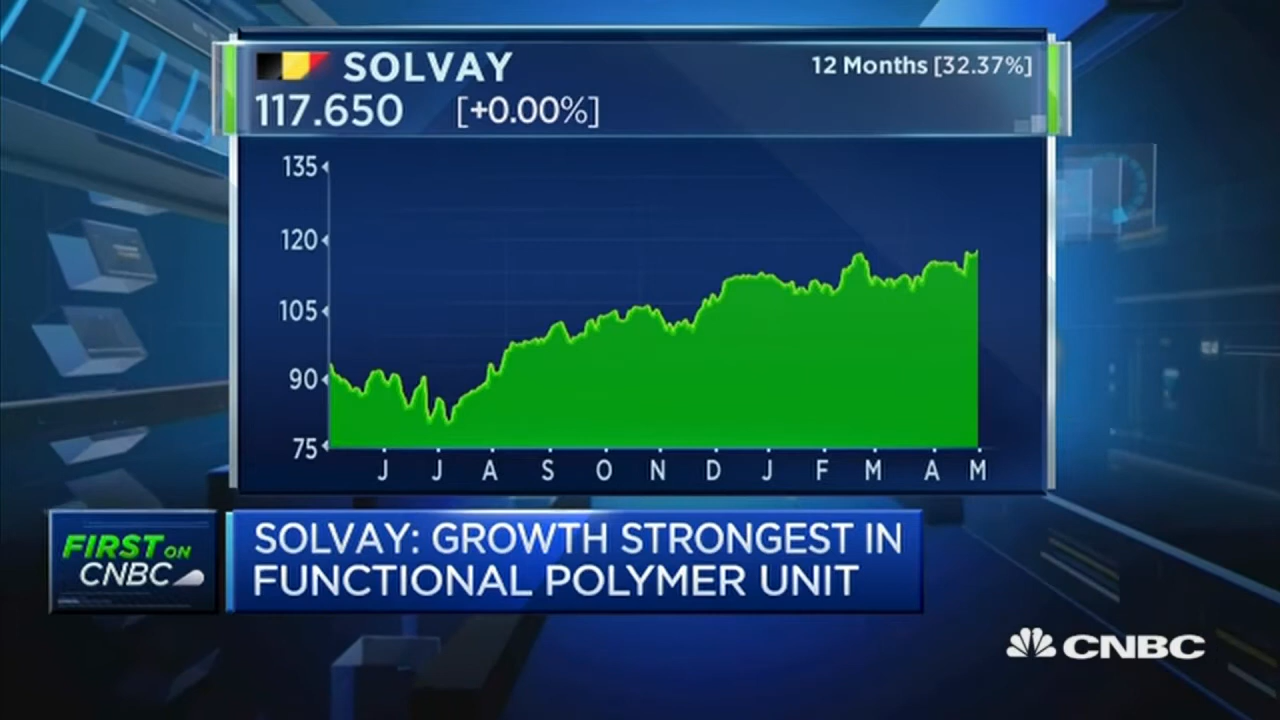 SOLVAY
12 Months [32.37%]
117.650 [+0.00%]
135
120
105
90
75
J J A S O N D J F M A M
FIRST ON
CNBC
SOLVAY: GROWTH STRONGEST IN
FUNCTIONAL POLYMER UNIT
CNBC